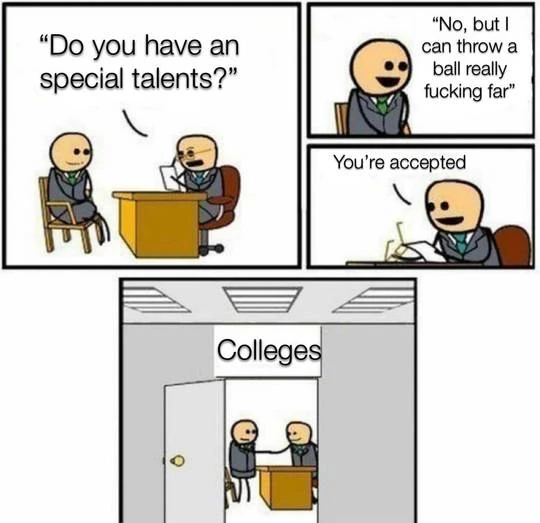 “Do you have an
special talents?”
“No, but I
can throw a
ball really
fucking far”
You’re accepted
Colleges